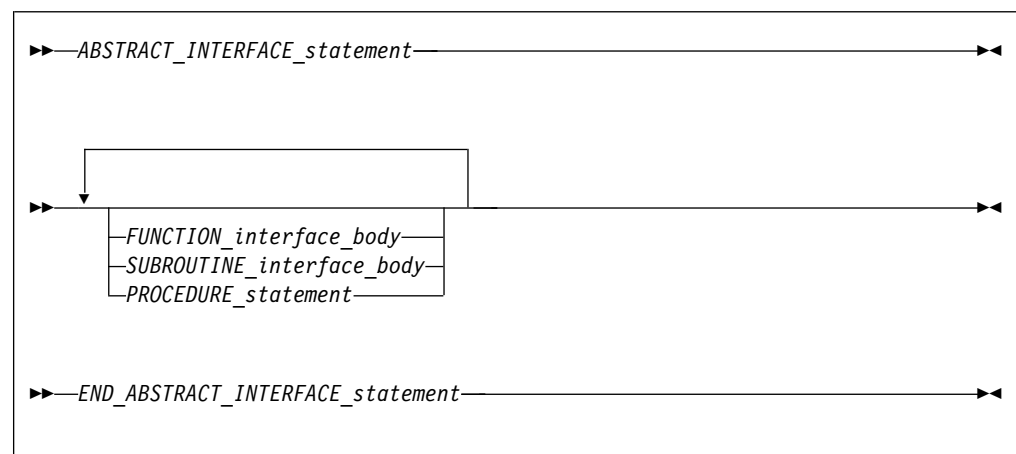 ABSTRACT_INTERFACE_statement
FUNCTION_interface_body
SUBROUTINE_interface_body
PROCEDURE_statement
END_ABSTRACT_INTERFACE_statement